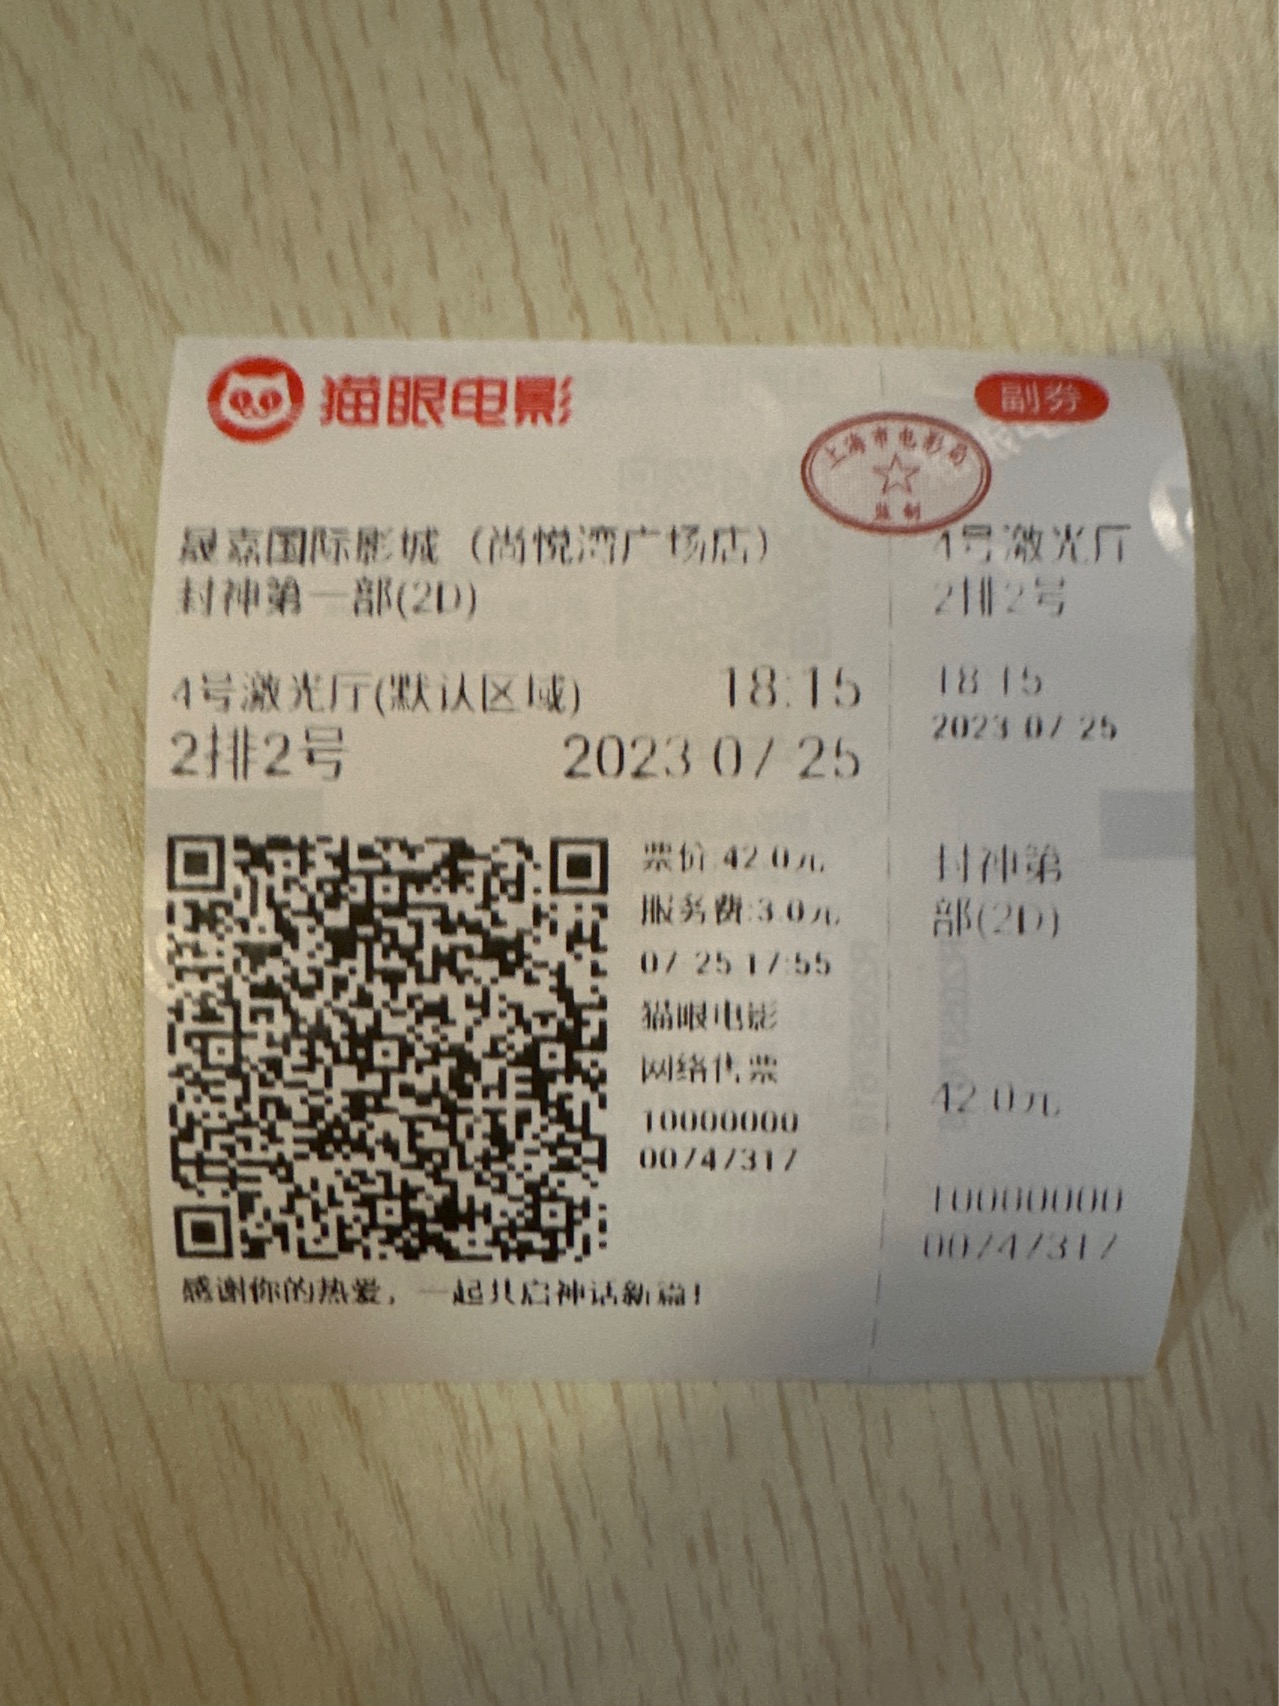 猫眼电影
副券
上海市电影局
监制
晟嘉国际影城（尚悦湾广场店）
封神第一部(2D)
4号激光厅(默认区域) 18:15
2排2号 2023-07-25
票价:42.0元
服务费:3.0元
07-25 17:55
猫眼电影
网络售票
10000000
00747317
感谢你的热爱，一起共启神话新篇！
4号激光厅
2排2号
18:15
2023-07-25
封神第一
部(2D)
42.0元
10000000
00747317